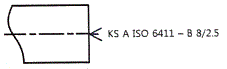 KS A ISO 6411 – B 8/2.5